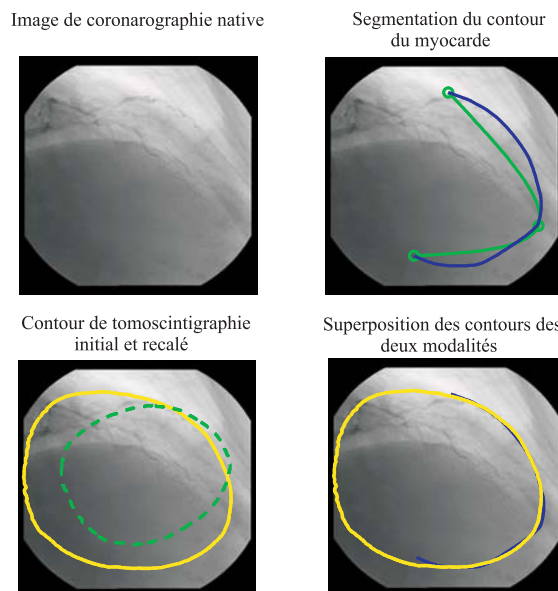 Image de coronarographie native
Segmentation du contour
du myocarde
Contour de tomoscintigraphie
initial et recalé
Superposition des contours des
deux modalités